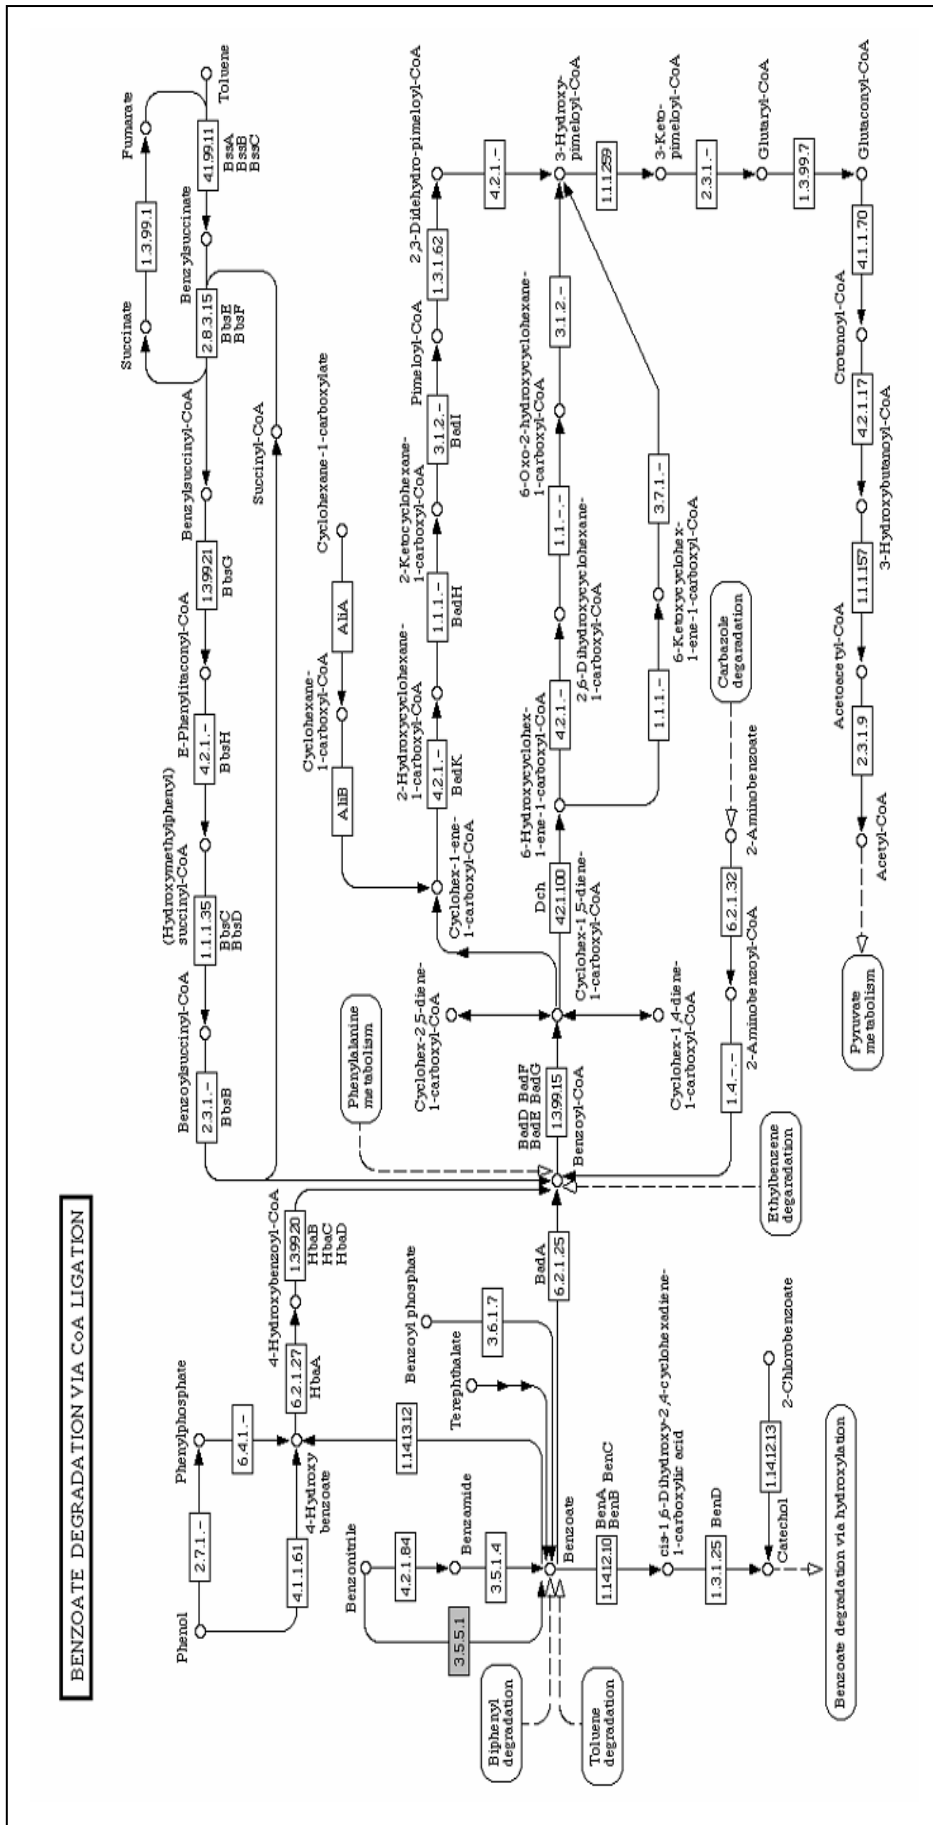 BENZOATE DEGRADATION VIA CoA LIGATION
Phenol
2.7.1.-
Phenylphosphate
6.4.1.-
4.1.1.61
4-Hydroxy
benzoate
6.2.1.27
HbaA
4-Hydroxybenzoyl-CoA
1.3.99.20
HbaB
HbaC
HbaD
Benzoylsuccinyl-CoA
2.3.1.-
BbsB
(Hydroxymethylphenyl)
succinyl-CoA
1.1.1.35
BbsC
BbsD
E-Phenylitaconyl-CoA
4.2.1.-
BbsH
Benzylsuccinyl-CoA
1.3.99.21
BbsG
Succinyl-CoA
Succinate
1.3.99.1
Fumarate
2.8.3.15
BbsE
BbsF
Benzylsuccinate
4.1.99.11
BssA
BssB
BssC
Toluene
Benzonitrile
4.2.1.84
Benzamide
3.5.1.4
3.5.5.1
1.14.13.12
Terephthalate
Benzoyl phosphate
3.6.1.7
Phenylalanine
metabolism
Cyclohexane-
1-carboxyl-CoA
Cyclohexane-1-carboxylate
AliB
AliA
Cyclohex-2,5-diene-
1-carboxyl-CoA
Cyclohex-1-ene-
1-carboxyl-CoA
4.2.1.-
BadK
2-Hydroxycyclohexane-
1-carboxyl-CoA
1.1.1.-
BadH
2-Ketocyclohexane-
1-carboxyl-CoA
3.1.2.-
BadI
Pimeloyl-CoA
1.3.1.62
2,3-Didehydro-pimeloyl-CoA
4.2.1.-
Biphenyl
degradation
Toluene
degradation
Benzoate
BadA
6.2.1.25
Benzoyl-CoA
BadD BadF
BadE BadG
1.3.99.15
Cyclohex-1,5-diene-
1-carboxyl-CoA
Dch
4.2.1.100
6-Hydroxycyclohex-
1-ene-1-carboxyl-CoA
4.2.1.-
2,6-Dihydroxycyclohexane-
1-carboxyl-CoA
1.1.-.-
6-Oxo-2-hydroxycyclohexane-
1-carboxyl-CoA
3.1.2.-
3-Hydroxy-
pimeloyl-CoA
1.1.1.259
3-Keto-
pimeloyl-CoA
2.3.1.-
1.14.12.10
BenA
BenB
BenC
cis-1,6-Dihydroxy-2,4-cyclohexadiene-
1-carboxylic acid
1.3.1.25
BenD
Cyclohex-1,4-diene-
1-carboxyl-CoA
1.1.1.-
6-Ketoxycyclohex-
1-ene-1-carboxyl-CoA
3.7.1.-
1.4.-.-
2-Aminobenzoyl-CoA
6.2.1.32
2-Aminobenzoate
Carbazole
degaradation
Catechol
1.14.12.13
2-Chlorobenzoate
Ethylbenzene
degaradation
Glutaryl-CoA
1.3.99.7
Benzoate degradation via hydroxylation
Pyruvate
metabolism
Acetyl-CoA
2.3.1.9
Acetoacetyl-CoA
1.1.1.157
3-Hydroxybutanoyl-CoA
4.2.1.17
Crotonoyl-CoA
4.1.1.70
Glutaconyl-CoA